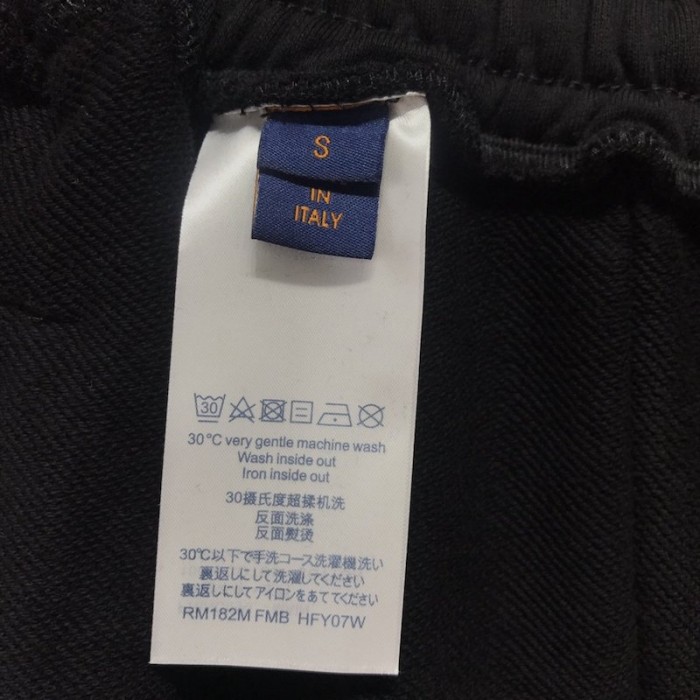 S
IN
ITALY
30
30°C very gentle machine wash
Wash inside out
Iron inside out
30摄氏度超揉机洗
反面洗涤
反面熨烫
30℃以下で手洗コース洗濯機洗い
裏返しにして洗濯してください
裏返しにしてアイロンをあててください
RM182M FMB HFY07W